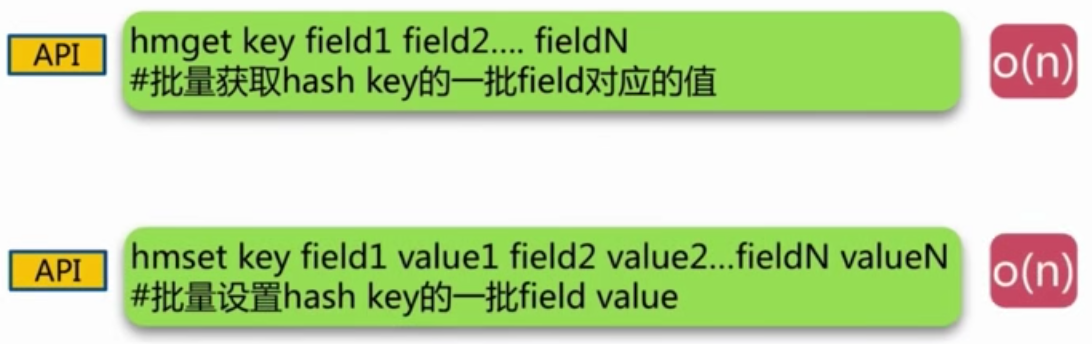 API
hmget key field1 field2.... fieldN
#批量获取hash key的一批field对应的值
o(n)
API
hmset key field1 value1 field2 value2...fieldN valueN
#批量设置hash key的一批field value
o(n)